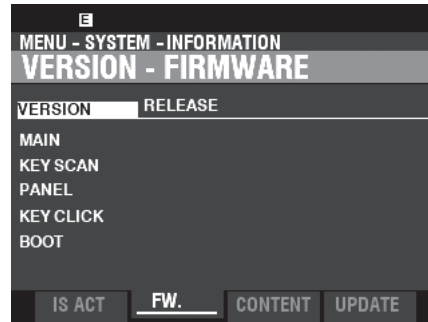 E
MENU - SYSTEM - INFORMATION
VERSION - FIRMWARE
VERSION RELEASE
MAIN
KEY SCAN
PANEL
KEY CLICK
BOOT
IS ACT FW. CONTENT UPDATE